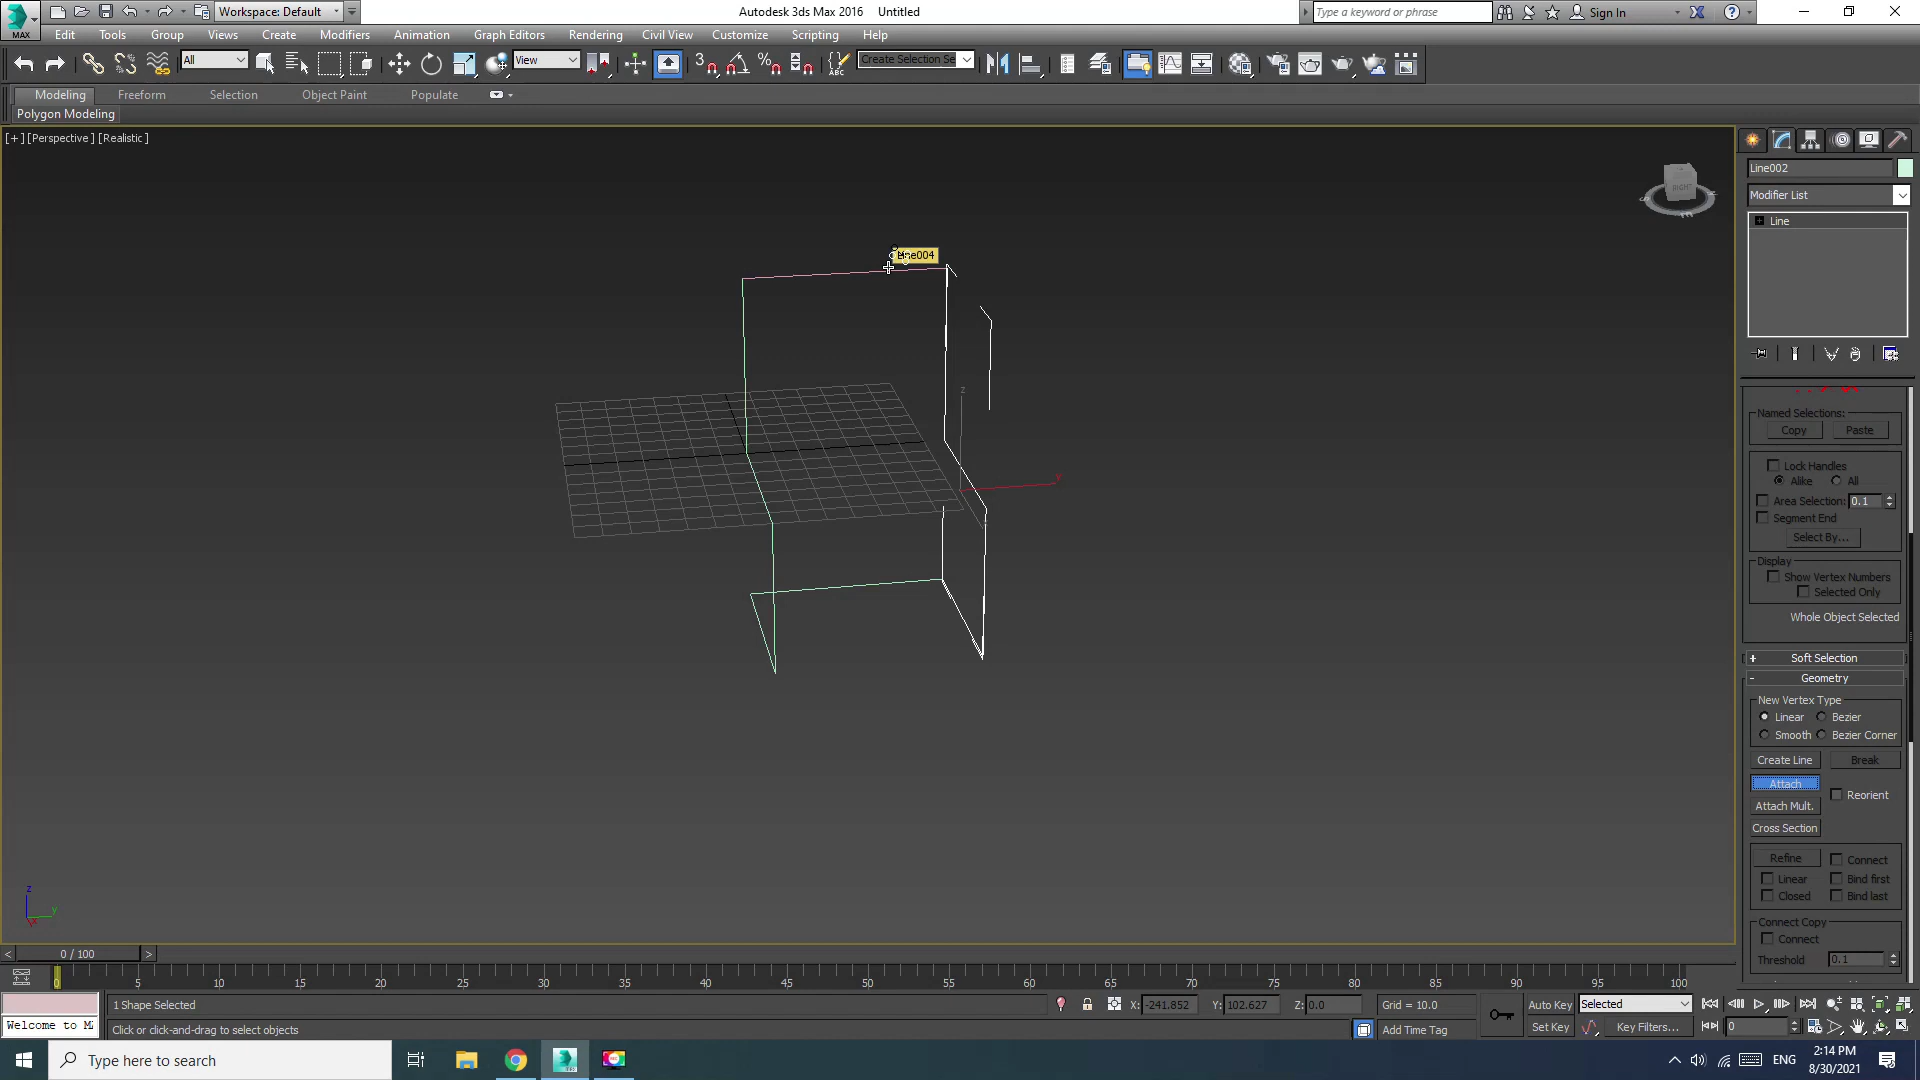 Workspace: Default
Autodesk 3ds Max 2016    Untitled
Type a keyword or phrase
Sign In
MAX
Edit Tools Group Views Create Modifiers Animation Graph Editors Rendering Civil View Customize Scripting Help
All
View
Create Selection Se
Modeling Freeform Selection Object Paint Populate
Polygon Modeling
[+] [Perspective] [Realistic]
RIGHT
Line002
Modifier List
Line
Line004
z
Y
Named Selections:
Copy Paste
Lock Handles
Alike All
Area Selection: 0.1
Segment End
Select By...
Display
Show Vertex Numbers
Selected Only
Whole Object Selected
+ Soft Selection
- Geometry
New Vertex Type
Linear Bezier
Smooth Bezier Corner
Create Line Break
Attach Reorient
Attach Mult.
Cross Section
Refine Connect
Linear Bind first
Closed Bind last
Connect Copy
Connect
Threshold 0.1
z
y
< 0 / 100 >
0 5 10 15 20 25 30 35 40 45 50 55 60 65 70 75 80 85 90 95 100
1 Shape Selected
X: -241.852 Y: 102.627 Z: 0.0
Grid = 10.0
Auto Key Selected
Welcome to M
Click or click-and-drag to select objects
Add Time Tag
Set Key Key Filters...
0
Type here to search
ENG
2:14 PM
8/30/2021